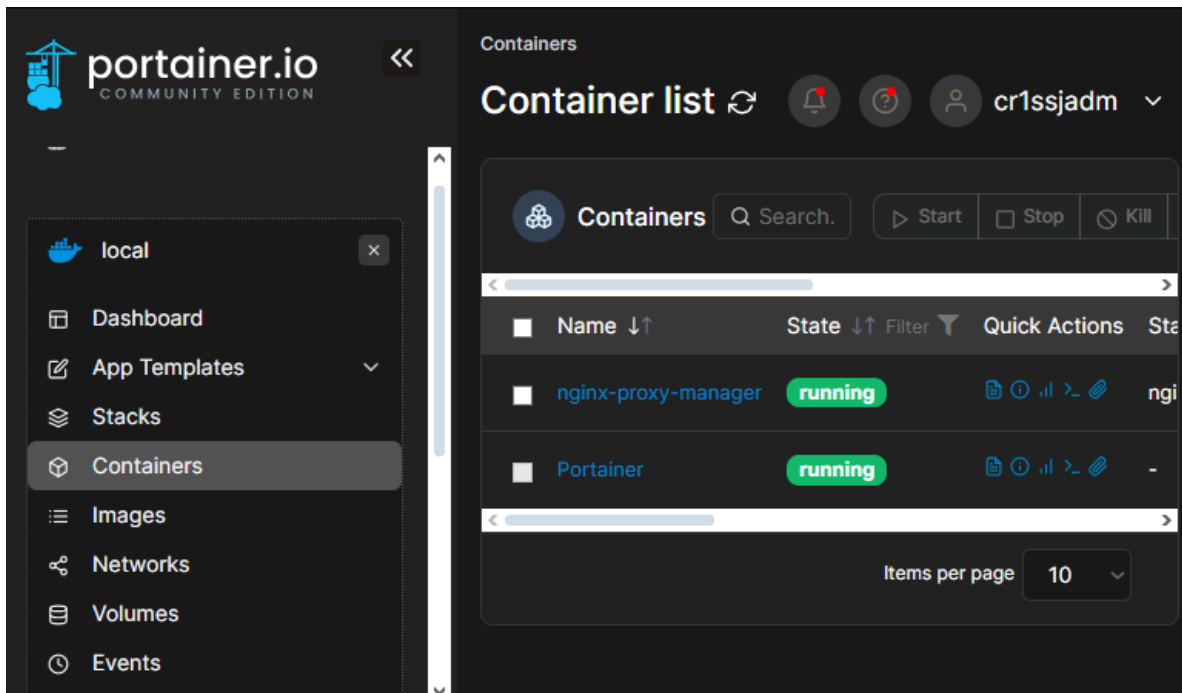 portainer.io
COMMUNITY EDITION
local
Dashboard
App Templates
Stacks
Containers
Images
Networks
Volumes
Events
Containers
Container list
cr1ssjadm
Containers
Search.
Start
Stop
Kill
Name
State
Filter
Quick Actions
Sta
nginx-proxy-manager
running
ngi
Portainer
running
-
Items per page
10